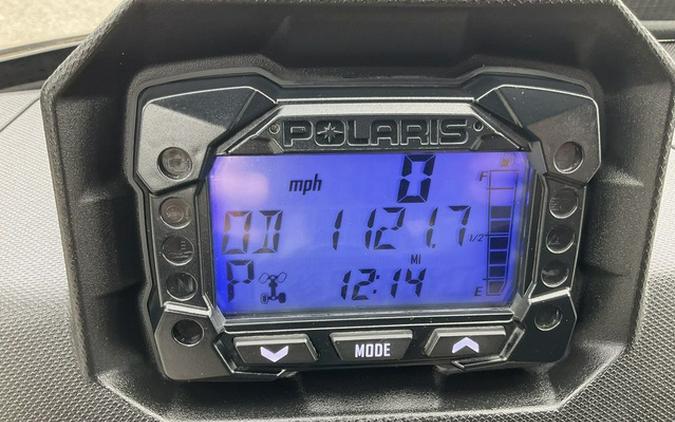 POLARIS
mph 0
F
OD 1121.7
1/2
MI
P 12:14
E
N
MODE